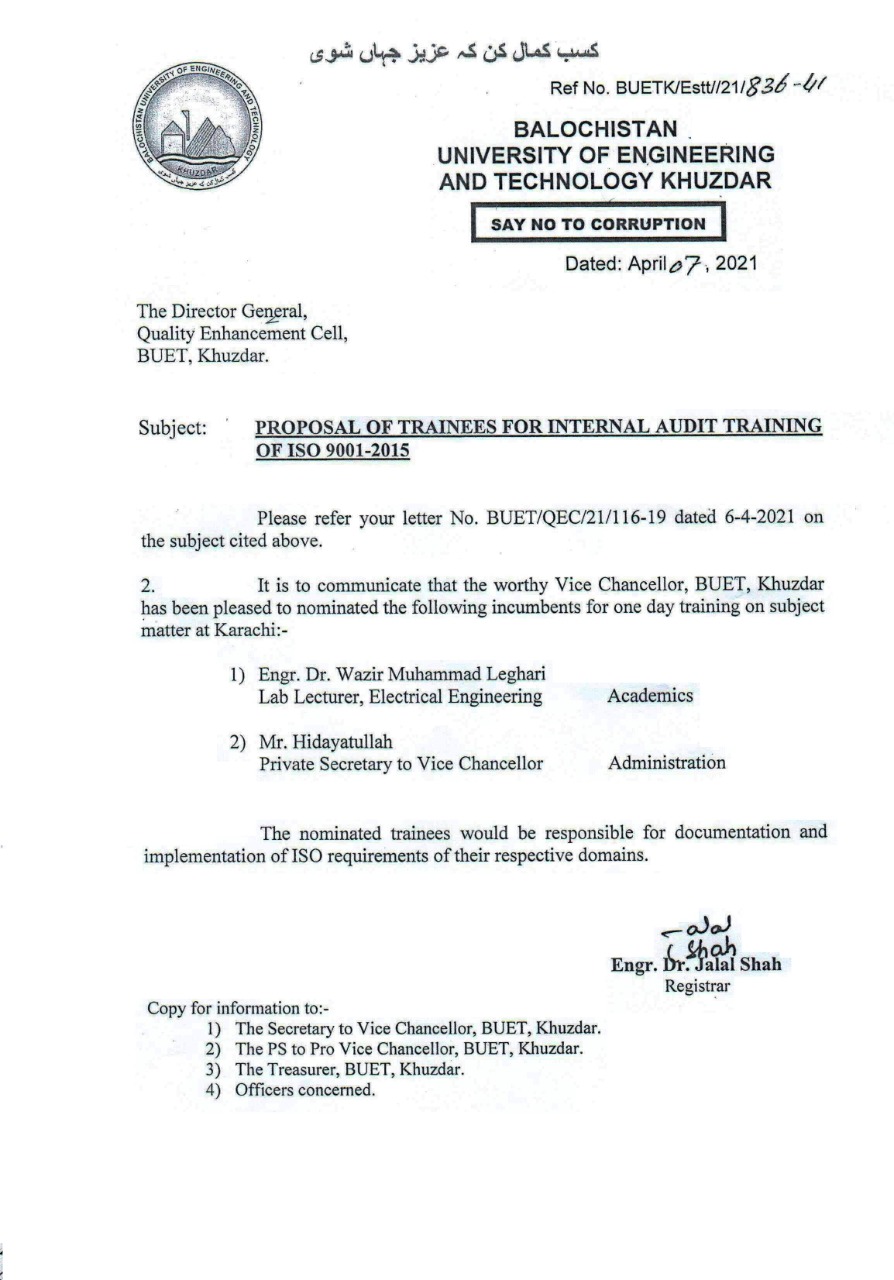 کسب کمال کن کہ عزیز جہاں شوی
BALOCHISTAN UNIVERSITY OF ENGINEERING AND TECHNOLOGY
KHUZDAR
کسب کمال کن کہ عزیز جہاں شوی
Ref No. BUETK/Estt//21/836-41
BALOCHISTAN
UNIVERSITY OF ENGINEERING
AND TECHNOLOGY KHUZDAR
SAY NO TO CORRUPTION
Dated: April 07, 2021
The Director General,
Quality Enhancement Cell,
BUET, Khuzdar.
Subject: PROPOSAL OF TRAINEES FOR INTERNAL AUDIT TRAINING
OF ISO 9001-2015
Please refer your letter No. BUET/QEC/21/116-19 dated 6-4-2021 on
the subject cited above.
2. It is to communicate that the worthy Vice Chancellor, BUET, Khuzdar
has been pleased to nominated the following incumbents for one day training on subject
matter at Karachi:-
1) Engr. Dr. Wazir Muhammad Leghari
Lab Lecturer, Electrical Engineering Academics
2) Mr. Hidayatullah
Private Secretary to Vice Chancellor Administration
The nominated trainees would be responsible for documentation and
implementation of ISO requirements of their respective domains.
Jalal
Shah
Engr. Dr. Jalal Shah
Registrar
Copy for information to:-
1) The Secretary to Vice Chancellor, BUET, Khuzdar.
2) The PS to Pro Vice Chancellor, BUET, Khuzdar.
3) The Treasurer, BUET, Khuzdar.
4) Officers concerned.